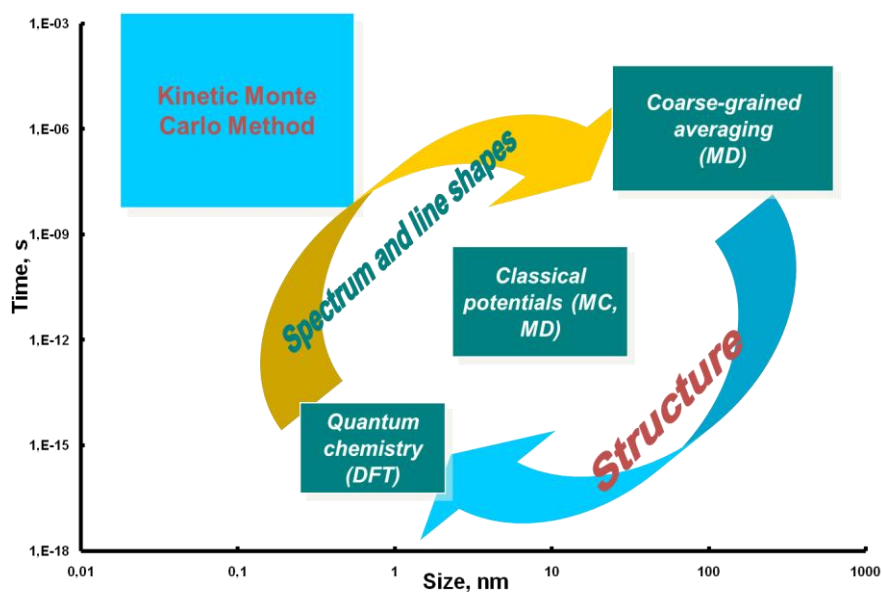 1,E-03
Kinetic Monte
Carlo Method
Coarse-grained
averaging
(MD)
1,E-06
Spectrum and line shapes
1,E-09
Time, s
Classical
potentials (MC,
MD)
1,E-12
Structure
Quantum
chemistry
(DFT)
1,E-15
1,E-18
0,01
0,1
1
10
100
1000
Size, nm